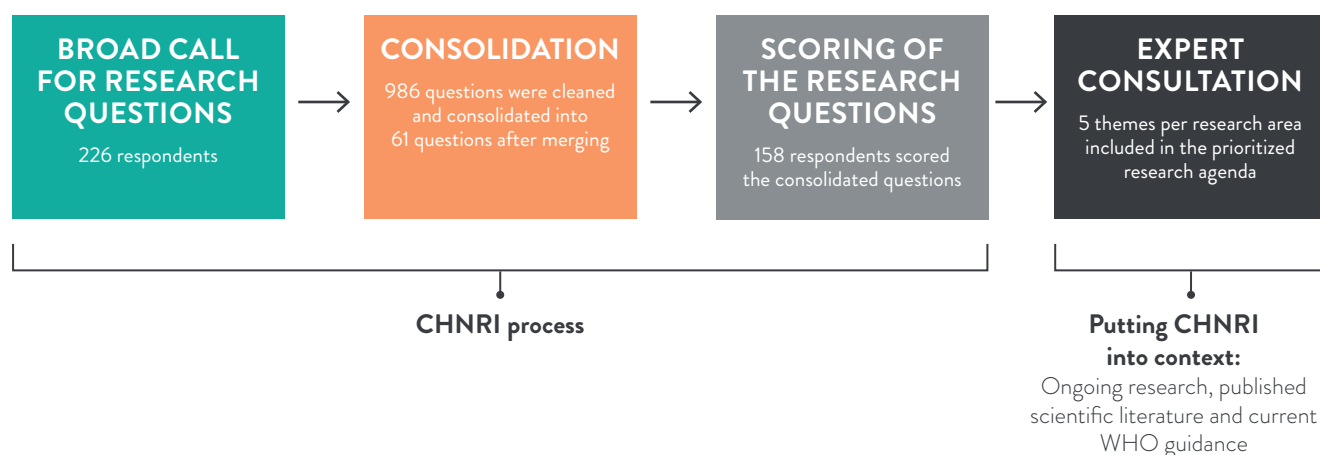 BROAD CALL
FOR RESEARCH
QUESTIONS
226 respondents
CONSOLIDATION
986 questions were cleaned
and consolidated into
61 questions after merging
SCORING OF
THE RESEARCH
QUESTIONS
158 respondents scored
the consolidated questions
EXPERT
CONSULTATION
5 themes per research area
included in the prioritized
research agenda
CHNRI process
Putting CHNRI
into context:
Ongoing research, published
scientific literature and current
WHO guidance